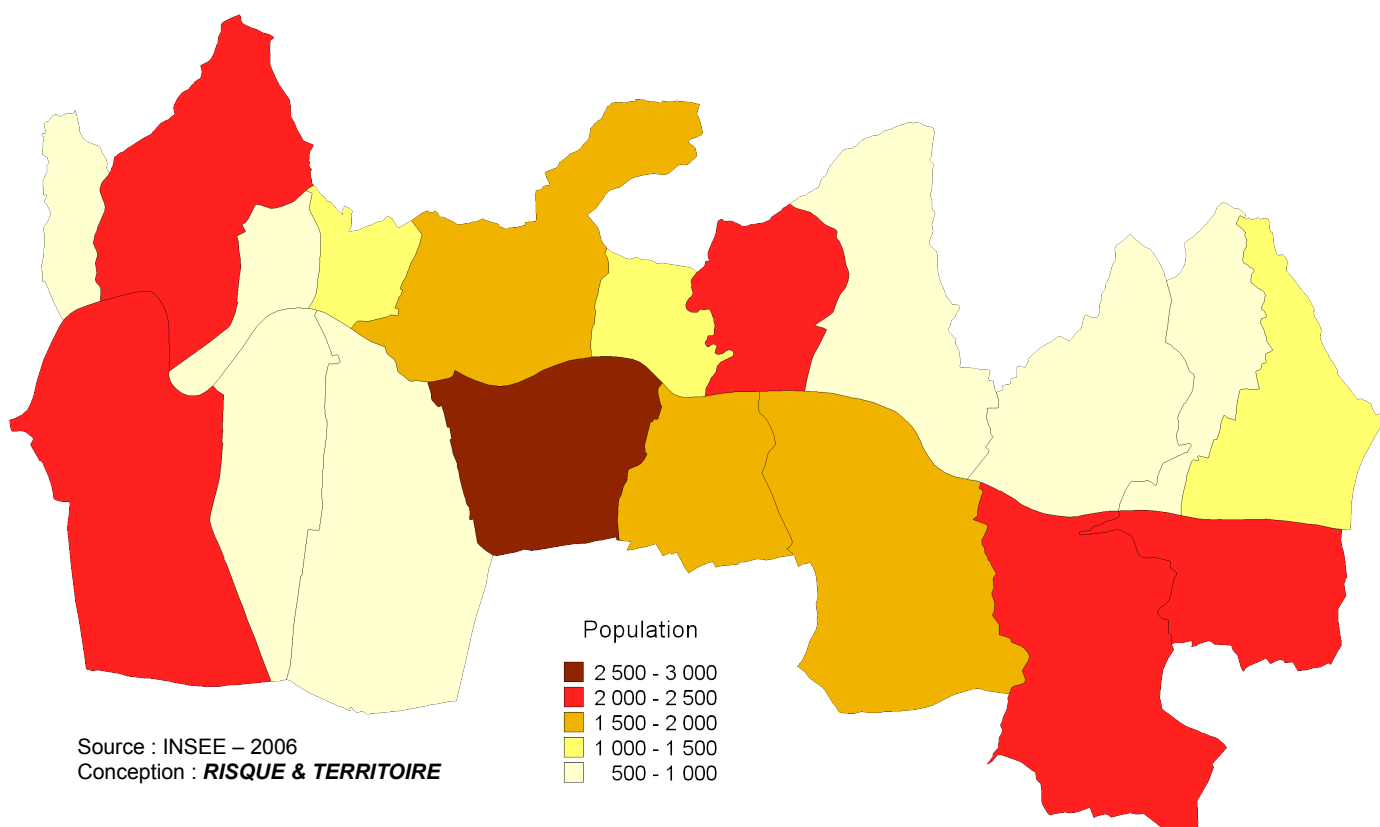 Population
2 500 - 3 000
2 000 - 2 500
1 500 - 2 000
1 000 - 1 500
500 - 1 000
Source : INSEE – 2006
Conception : RISQUE & TERRITOIRE